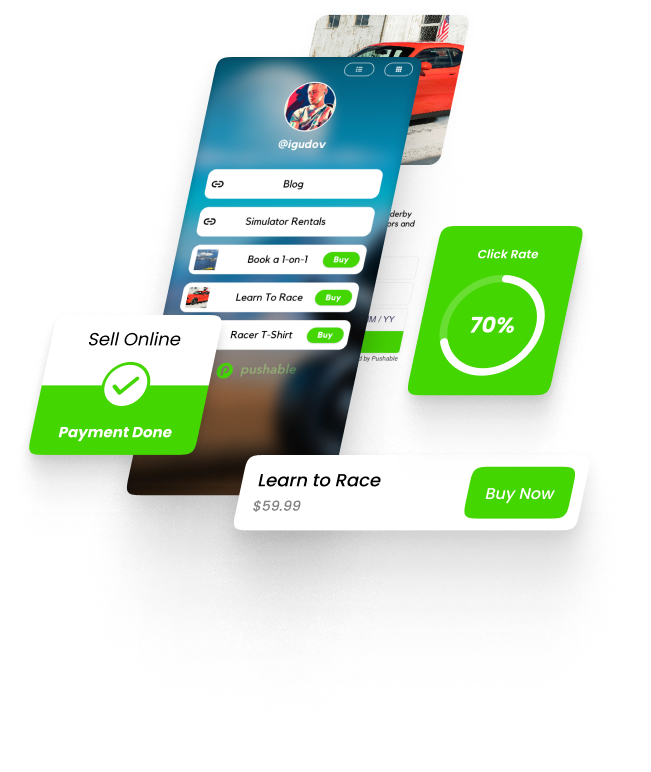 @igudov
Blog
Simulator Rentals
derby
ors and
Book a 1-on-1
Buy
Click Rate
Learn To Race
Buy
70%
M / YY
Sell Online
Racer T-Shirt
Buy
d by Pushable
pushable
Payment Done
Learn to Race
$59.99
Buy Now